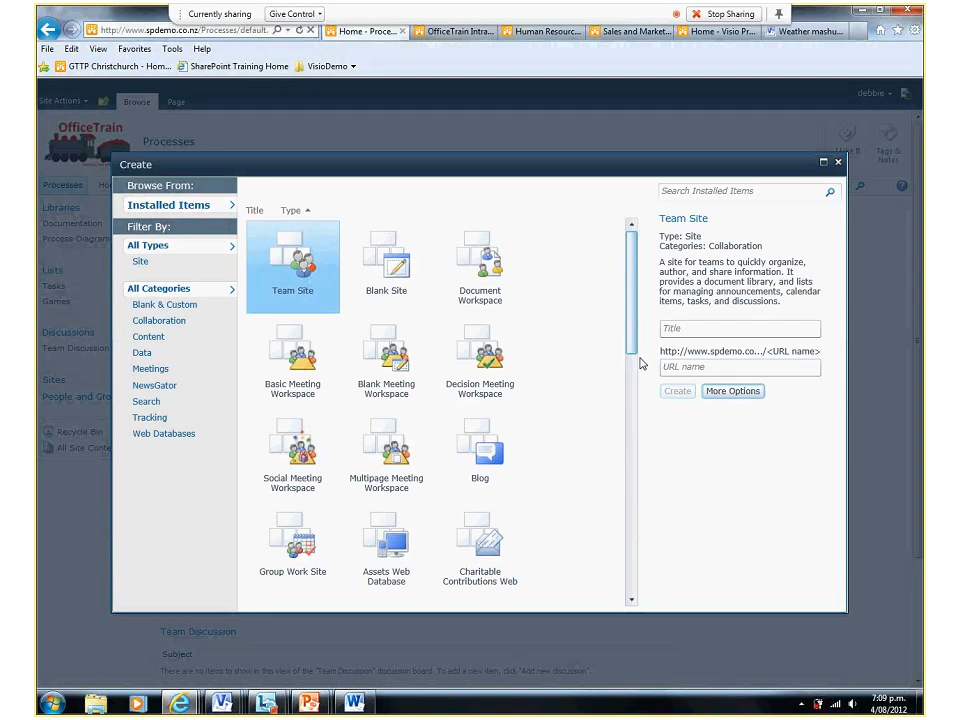 Currently sharing
Give Control
Stop Sharing
http://www.spdemo.co.nz/Processes/default.
Home - Proce...
OfficeTrain Intra...
Human Resourc...
Sales and Market...
Home - Visio Pr...
Weather mashu...
File Edit View Favorites Tools Help
GTTP Christchurch - Hom...
SharePoint Training Home
VisioDemo
Site Actions
Browse
Page
debbie
OfficeTrain
Processes
I Like It
Tags & Notes
Processes
Libraries
Documentation
Process Diagram
Lists
Tasks
Games
Discussions
Team Discussion
Sites
People and Gro
Recycle Bin
All Site Conte
Create
Browse From:
Installed Items
Filter By:
All Types
Site
All Categories
Blank & Custom
Collaboration
Content
Data
Meetings
NewsGator
Search
Tracking
Web Databases
Title Type
Team Site
Blank Site
Document Workspace
Basic Meeting Workspace
Blank Meeting Workspace
Decision Meeting Workspace
Social Meeting Workspace
Multipage Meeting Workspace
Blog
Group Work Site
Assets Web Database
Charitable Contributions Web
Search Installed Items
Team Site
Type: Site
Categories: Collaboration
A site for teams to quickly organize,
author, and share information. It
provides a document library, and lists
for managing announcements, calendar
items, tasks, and discussions.
Title
http://www.spdemo.co.../<URL name>
URL name
Create
More Options
Team Discussion
Subject
There are no items to show in this view of the "Team Discussion" discussion board. To add a new item, click "Add new discussion".
7:09 p.m.
4/08/2012